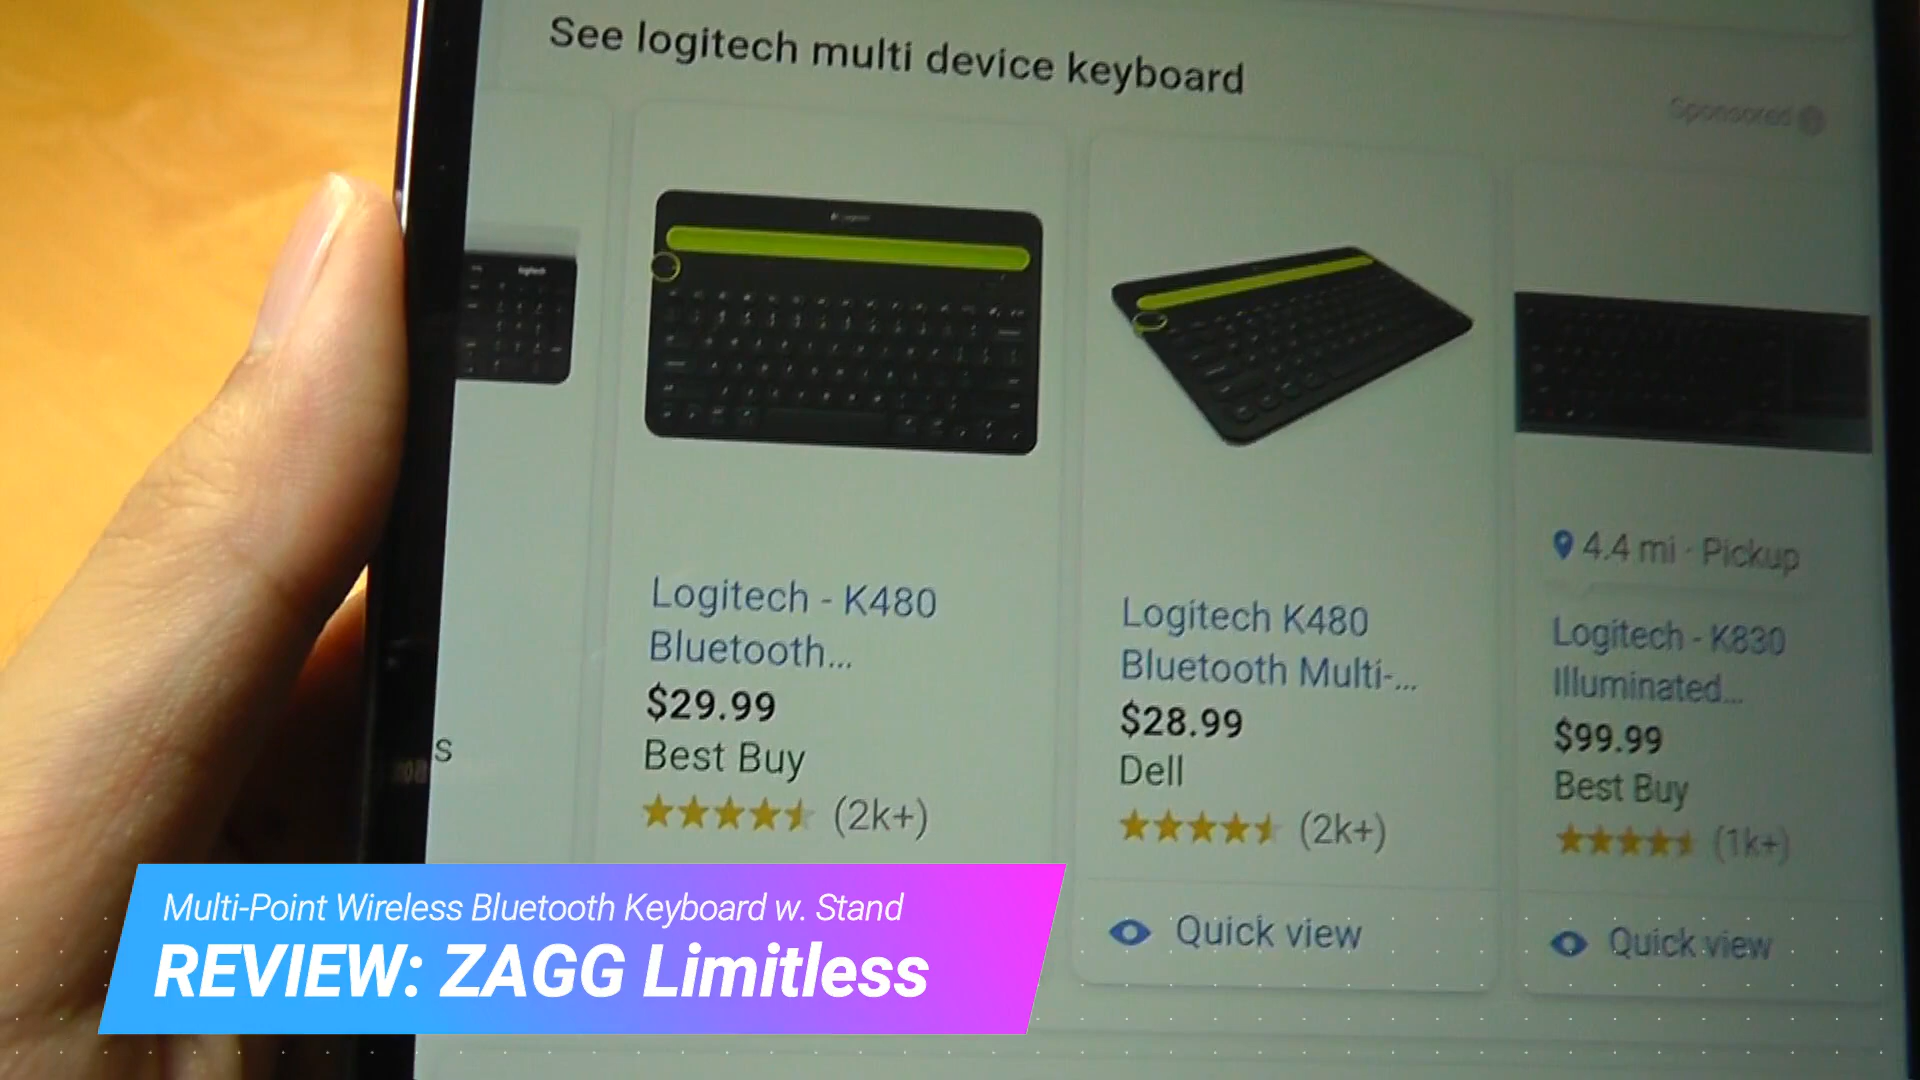 See logitech multi device keyboard
Sponsored
logitech
4.4 mi · Pickup
Logitech - K480
Bluetooth...
$29.99
Best Buy
(2k+)
Logitech K480
Bluetooth Multi-...
$28.99
Dell
(2k+)
Quick view
Logitech - K830
Illuminated...
$99.99
Best Buy
(1k+)
Quick view
s
Multi-Point Wireless Bluetooth Keyboard w. Stand
REVIEW: ZAGG Limitless